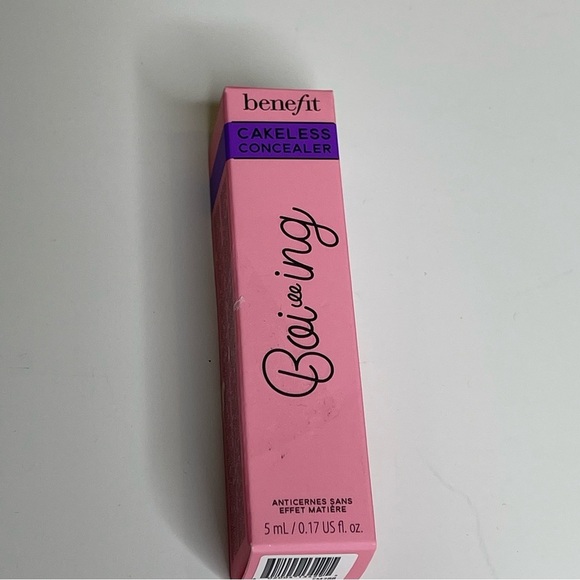 benefit
CAKELESS
CONCEALER
Boi-ing
ANTICERNES SANS
EFFET MATIÈRE
5 mL / 0.17 US fl. oz.